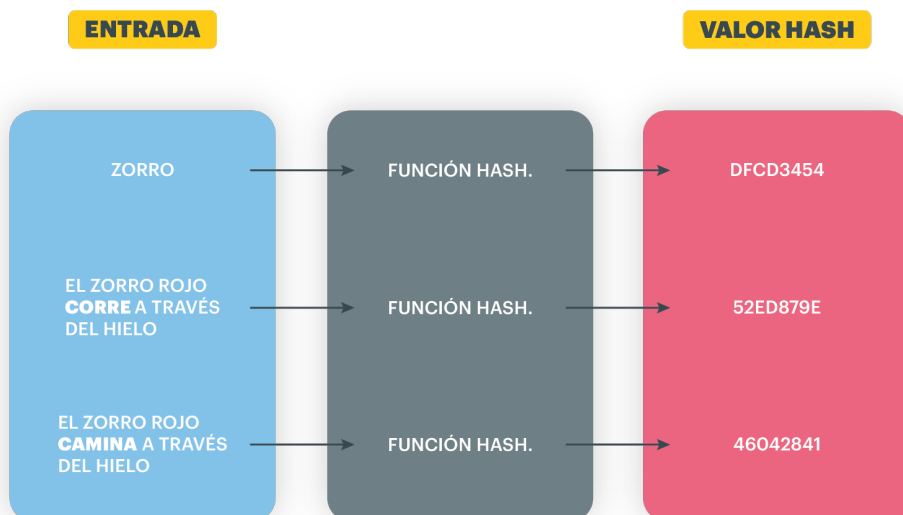 ENTRADA
VALOR HASH
ZORRO
FUNCIÓN HASH.
DFCD3454
EL ZORRO ROJO
CORRE A TRAVÉS
DEL HIELO
FUNCIÓN HASH.
52ED879E
EL ZORRO ROJO
CAMINA A TRAVÉS
DEL HIELO
FUNCIÓN HASH.
46042841